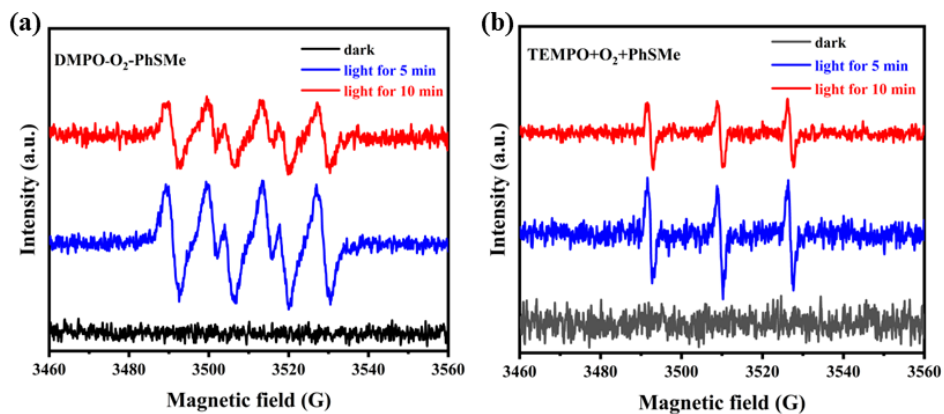 (a)
DMPO-O₂-PhSMe
dark
light for 5 min
light for 10 min
Intensity (a.u.)
3460 3480 3500 3520 3540 3560
Magnetic field (G)
(b)
TEMPO+O₂+PhSMe
dark
light for 5 min
light for 10 min
Intensity (a.u.)
3460 3480 3500 3520 3540 3560
Magnetic field (G)